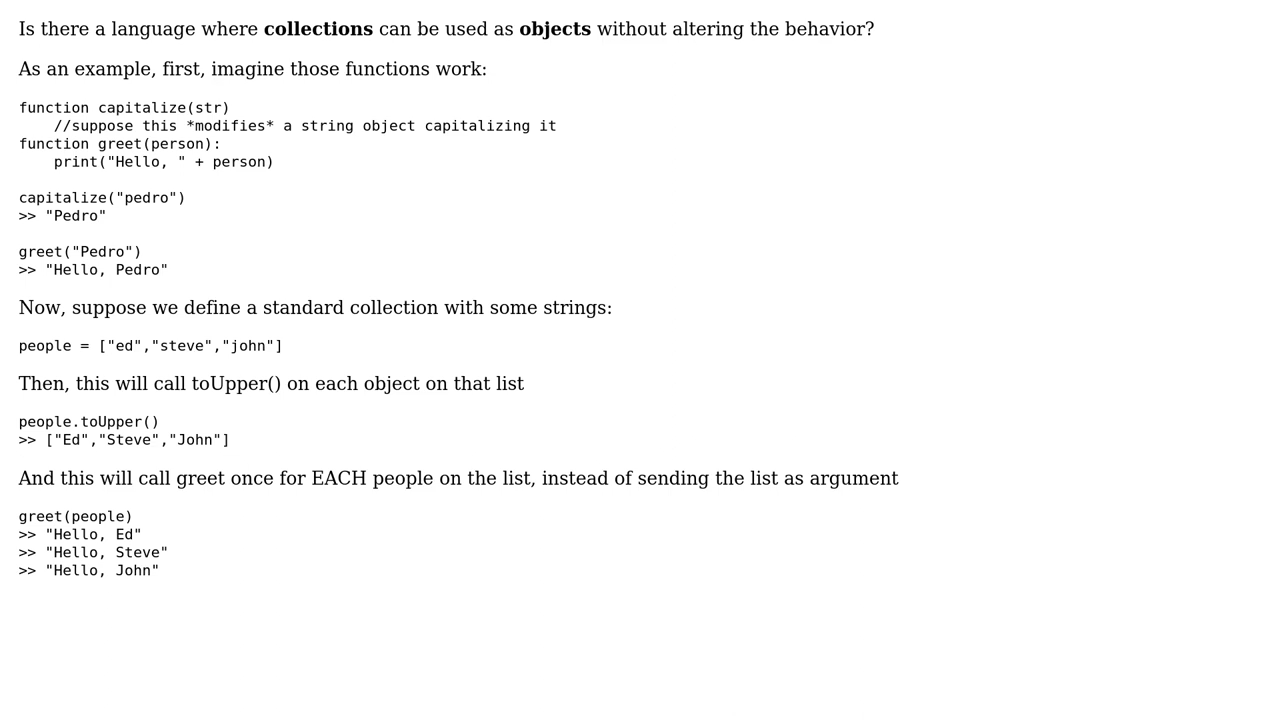 Is there a language where collections can be used as objects without altering the behavior?
As an example, first, imagine those functions work:
function capitalize(str)
    //suppose this *modifies* a string object capitalizing it
function greet(person):
    print("Hello, " + person)
capitalize("pedro")
>> "Pedro"
greet("Pedro")
>> "Hello, Pedro"
Now, suppose we define a standard collection with some strings:
people = ["ed","steve","john"]
Then, this will call toUpper() on each object on that list
people.toUpper()
>> ["Ed","Steve","John"]
And this will call greet once for EACH people on the list, instead of sending the list as argument
greet(people)
>> "Hello, Ed"
>> "Hello, Steve"
>> "Hello, John"